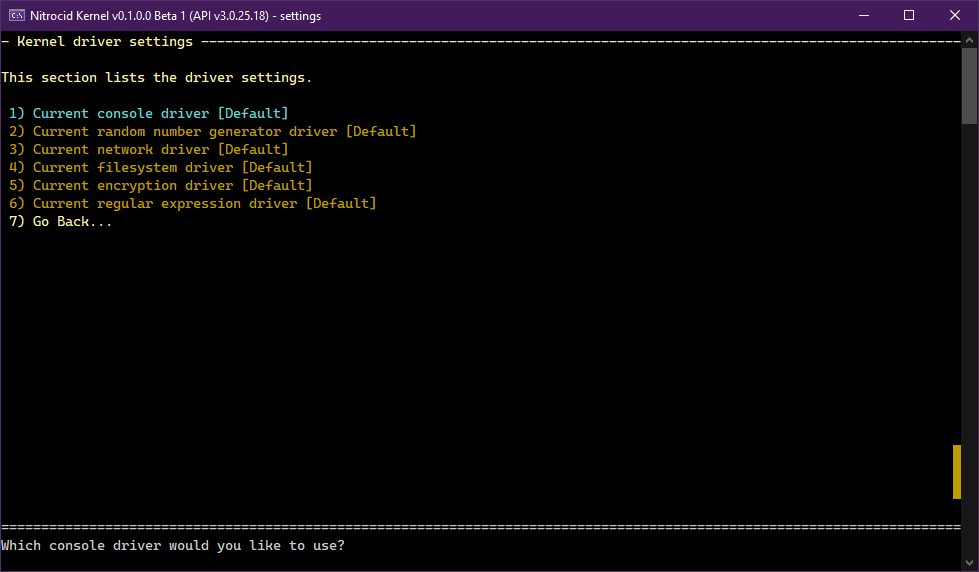 Nitrocid Kernel v0.1.0.0 Beta 1 (API v3.0.25.18) - settings
- Kernel driver settings ------------------------------------------------------------------------------------------------
This section lists the driver settings.
1) Current console driver [Default]
2) Current random number generator driver [Default]
3) Current network driver [Default]
4) Current filesystem driver [Default]
5) Current encryption driver [Default]
6) Current regular expression driver [Default]
7) Go Back...
========================================================================================================================
Which console driver would you like to use?